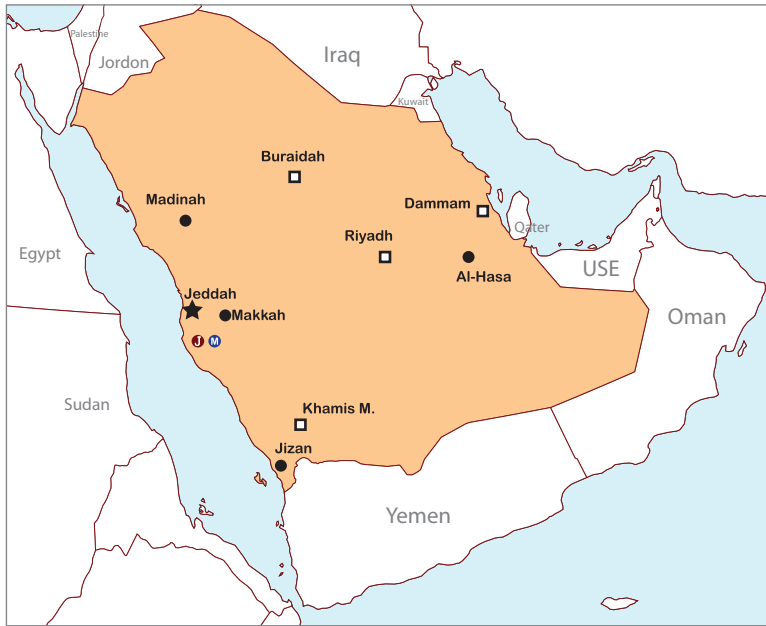 Palestine
Jordon
Iraq
Kuwait
Buraidah
Madinah
Dammam
Riyadh
Qater
Egypt
Al-Hasa
USE
Jeddah
Makkah
Oman
J M
Sudan
Khamis M.
Jizan
Yemen